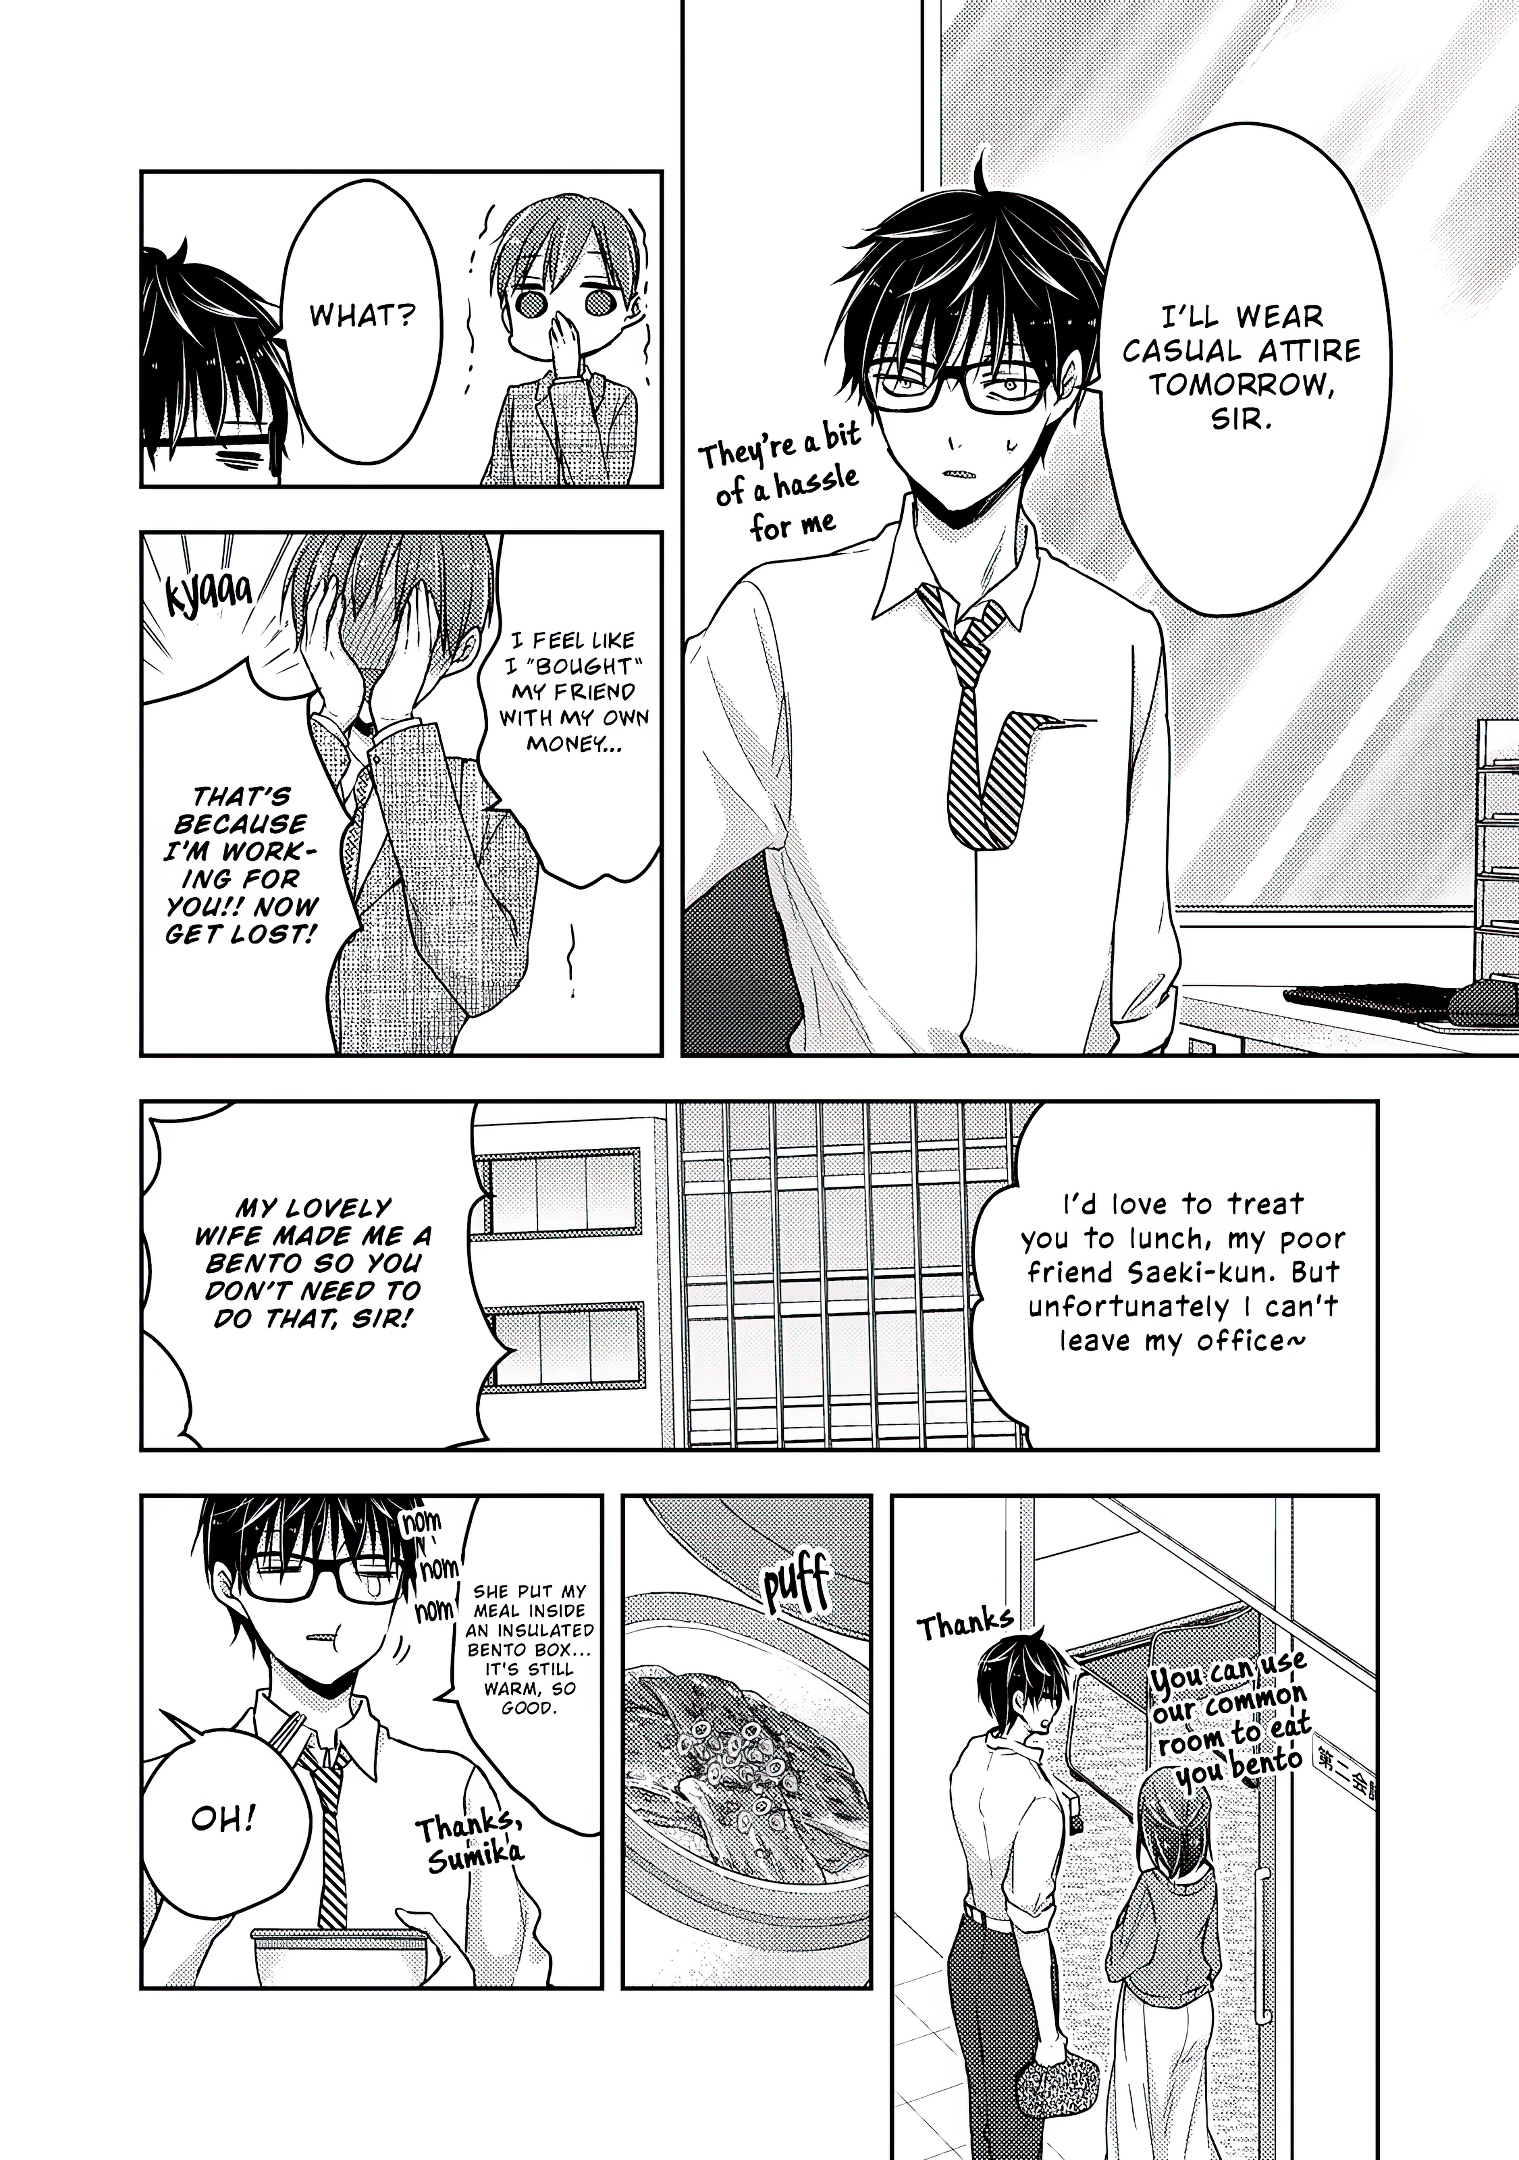 I'LL WEAR
CASUAL ATTIRE
TOMORROW,
SIR.
They're a bit
of a hassle
for me
WHAT?
I FEEL LIKE
I "BOUGHT"
MY FRIEND
WITH MY OWN
MONEY...
kyaaa
THAT'S
BECAUSE
I'M WORK-
ING FOR
YOU!! NOW
GET LOST!
I'd love to treat
you to lunch, my poor
friend Saeki-kun. But
unfortunately I can't
leave my office~
MY LOVELY
WIFE MADE ME A
BENTO SO YOU
DON'T NEED TO
DO THAT, SIR!
Thanks
You can use
our common
room to eat
you bento
第二会議
puff
SHE PUT MY
MEAL INSIDE
AN INSULATED
BENTO BOX...
IT'S STILL
WARM, SO
GOOD.
nom
nom
nom
OH!
Thanks,
Sumika